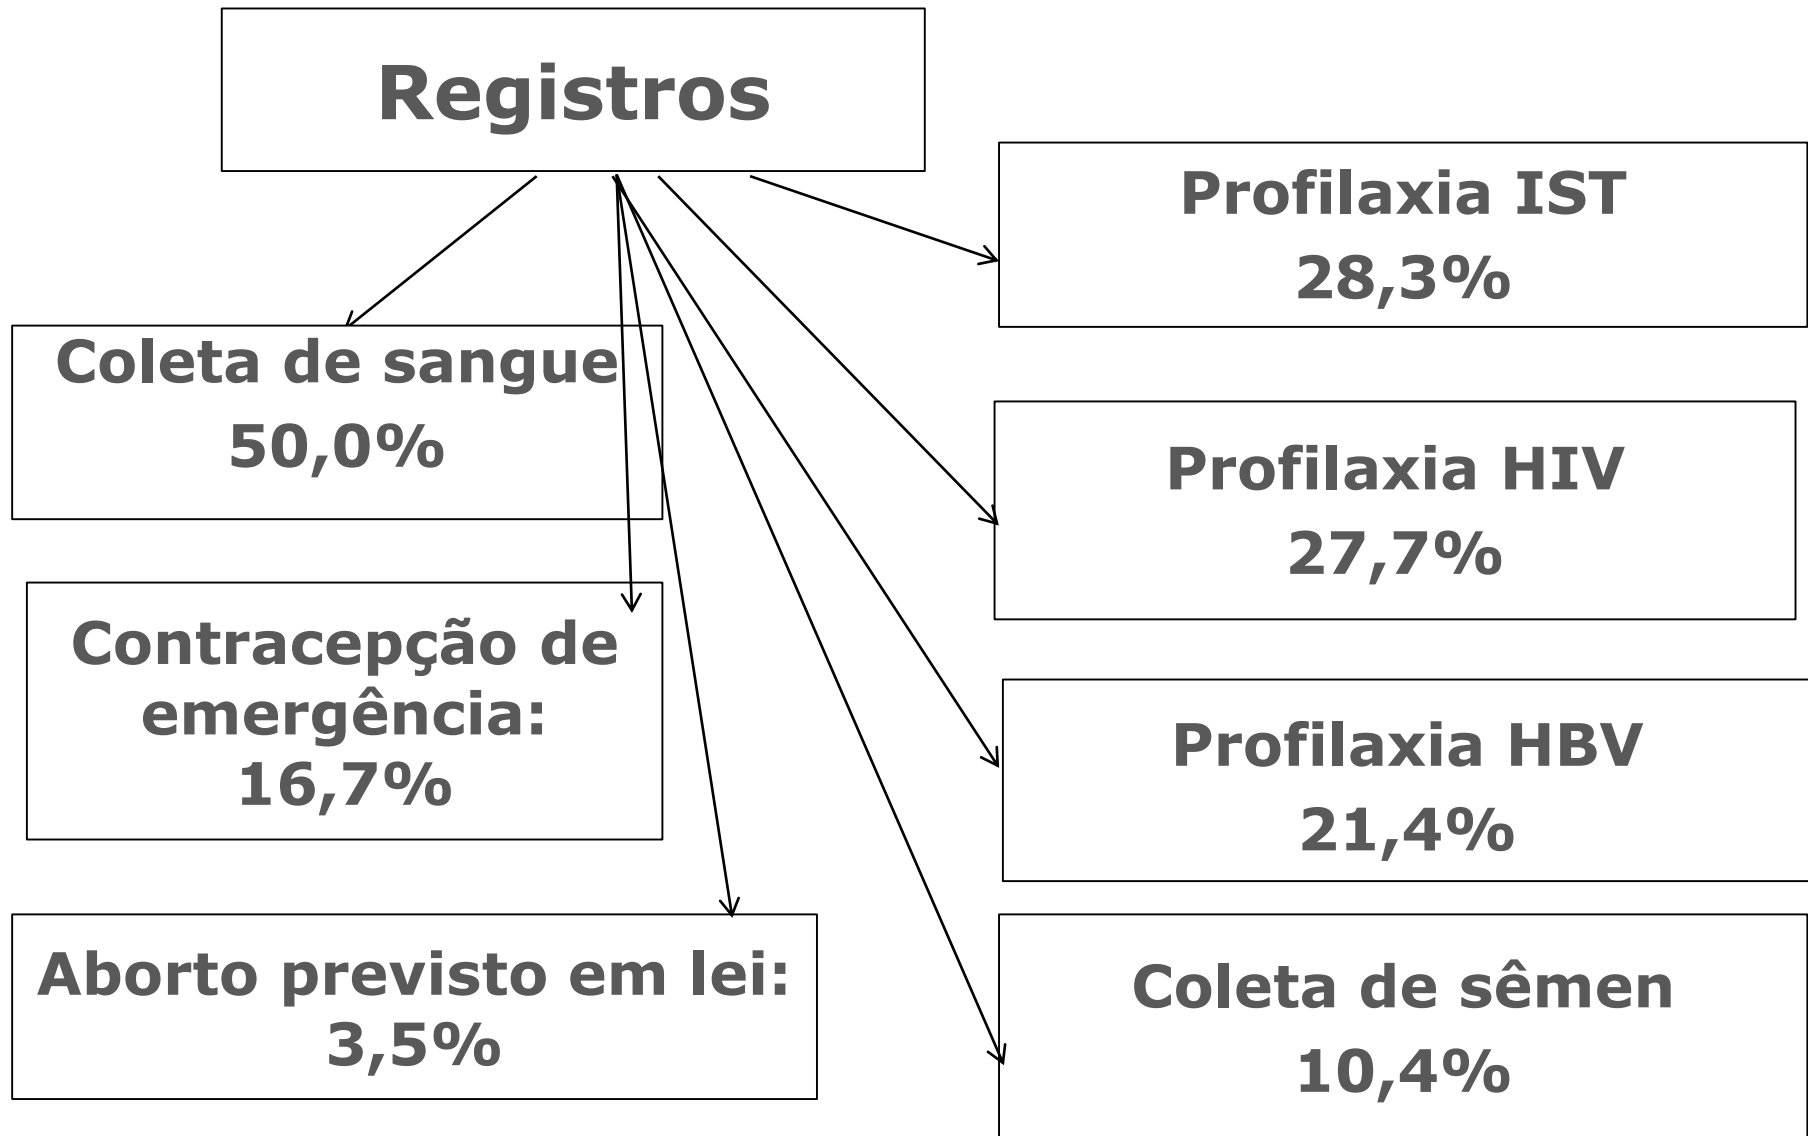 Registros
Profilaxia IST
28,3%
Coleta de sangue
50,0%
Profilaxia HIV
27,7%
Contracepção de
emergência:
16,7%
Profilaxia HBV
21,4%
Aborto previsto em lei:
3,5%
Coleta de sêmen
10,4%